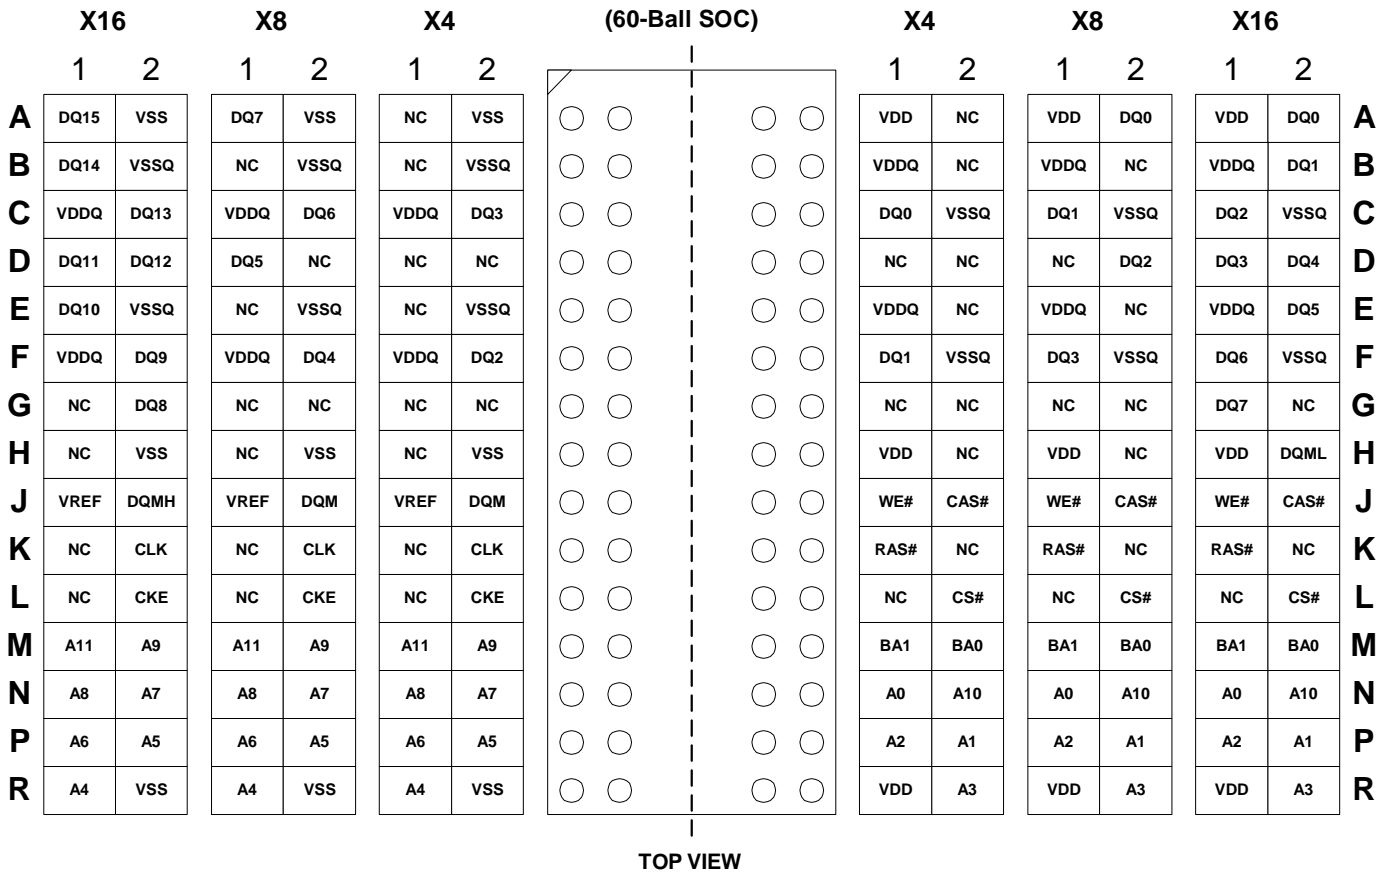 X16 X8 X4 (60-Ball SOC) X4 X8 X16
1 2 1 2 1 2 1 2 1 2 1 2
A DQ15 VSS DQ7 VSS NC VSS VDD NC VDD DQ0 VDD DQ0 A
B DQ14 VSSQ NC VSSQ NC VSSQ VDDQ NC VDDQ NC VDDQ DQ1 B
C VDDQ DQ13 VDDQ DQ6 VDDQ DQ3 DQ0 VSSQ DQ1 VSSQ DQ2 VSSQ C
D DQ11 DQ12 DQ5 NC NC NC NC NC NC DQ2 DQ3 DQ4 D
E DQ10 VSSQ NC VSSQ NC VSSQ VDDQ NC VDDQ NC VDDQ DQ5 E
F VDDQ DQ9 VDDQ DQ4 VDDQ DQ2 DQ1 VSSQ DQ3 VSSQ DQ6 VSSQ F
G NC DQ8 NC NC NC NC NC NC NC NC DQ7 NC G
H NC VSS NC VSS NC VSS VDD NC VDD NC VDD DQML H
J VREF DQMH VREF DQM VREF DQM WE# CAS# WE# CAS# WE# CAS# J
K NC CLK NC CLK NC CLK RAS# NC RAS# NC RAS# NC K
L NC CKE NC CKE NC CKE NC CS# NC CS# NC CS# L
M A11 A9 A11 A9 A11 A9 BA1 BA0 BA1 BA0 BA1 BA0 M
N A8 A7 A8 A7 A8 A7 A0 A10 A0 A10 A0 A10 N
P A6 A5 A6 A5 A6 A5 A2 A1 A2 A1 A2 A1 P
R A4 VSS A4 VSS A4 VSS VDD A3 VDD A3 VDD A3 R
TOP VIEW